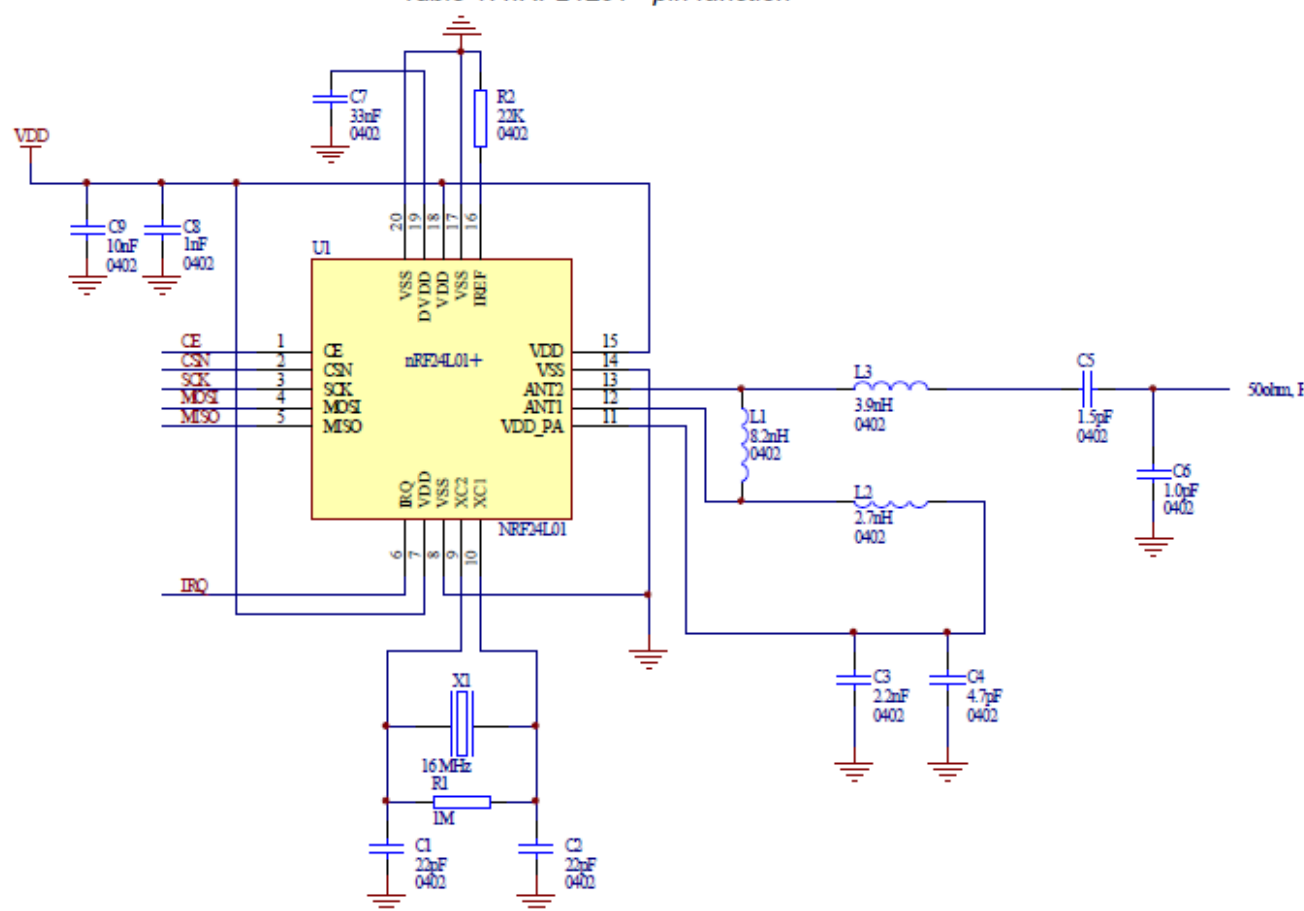 VDD
C9
10nF
0402
C8
1nF
0402
C7
33nF
0402
R2
22K
0402
20
19
18
17
16
U1
VSS
DVDD
VDD
VSS
IREF
nRF24L01+
CE 1 CE
CSN 2 CSN
SCK 3 SCK
MOSI 4 MOSI
MISO 5 MISO
VDD 15
VSS 14
ANT2 13
ANT1 12
VDD_PA 11
IRQ
VDD
VSS
XC2
XC1
NRF24L01
6
7
8
9
10
IRQ
L3
3.9nH
0402
L1
8.2nH
0402
L2
2.7nH
0402
C5
1.5pF
0402
50ohm,
C6
1.0pF
0402
C3
2.2nF
0402
C4
4.7pF
0402
X1
16 MHz
R1
1M
C1
22pF
0402
C2
22pF
0402